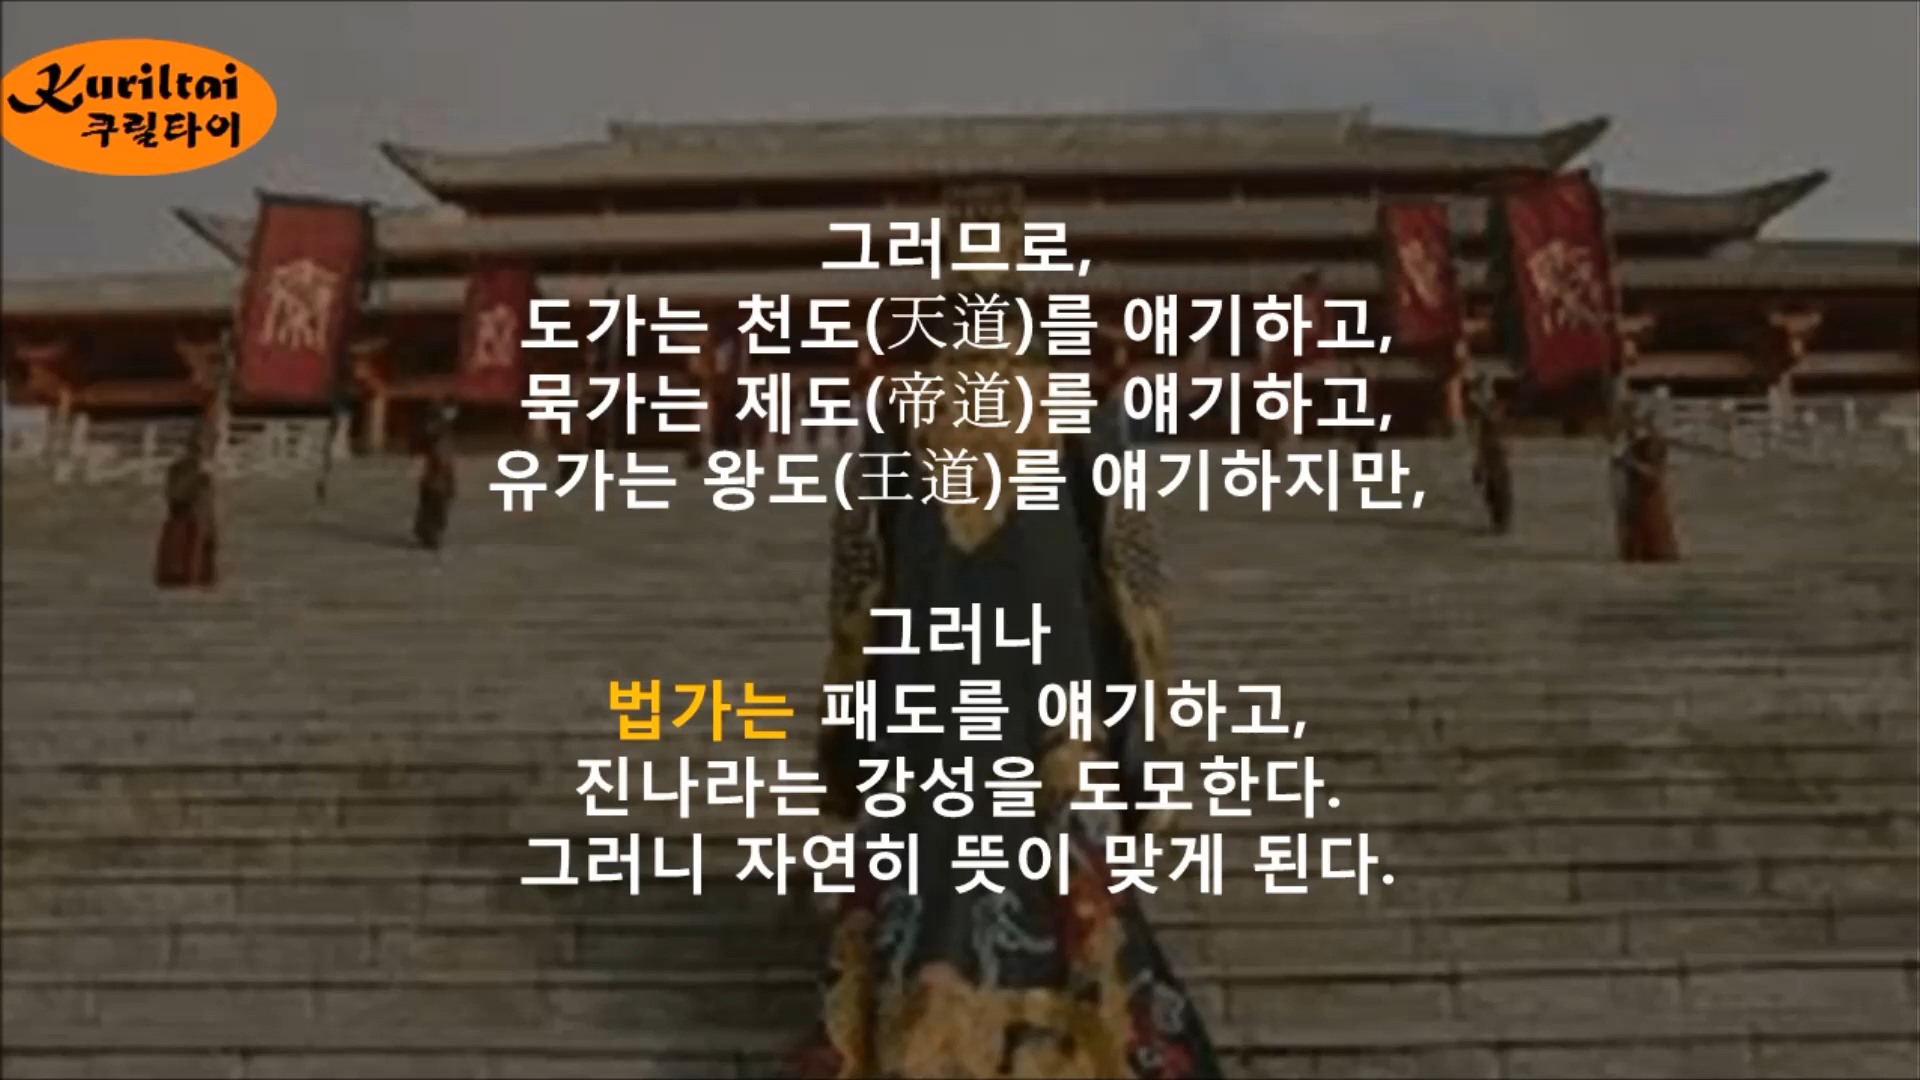 Kuriltai
쿠릴타이
그러므로,
도가는 천도(天道)를 얘기하고,
묵가는 제도(帝道)를 얘기하고,
유가는 왕도(王道)를 얘기하지만,
그러나
법가는 패도를 얘기하고,
진나라는 강성을 도모한다.
그러니 자연히 뜻이 맞게 된다.